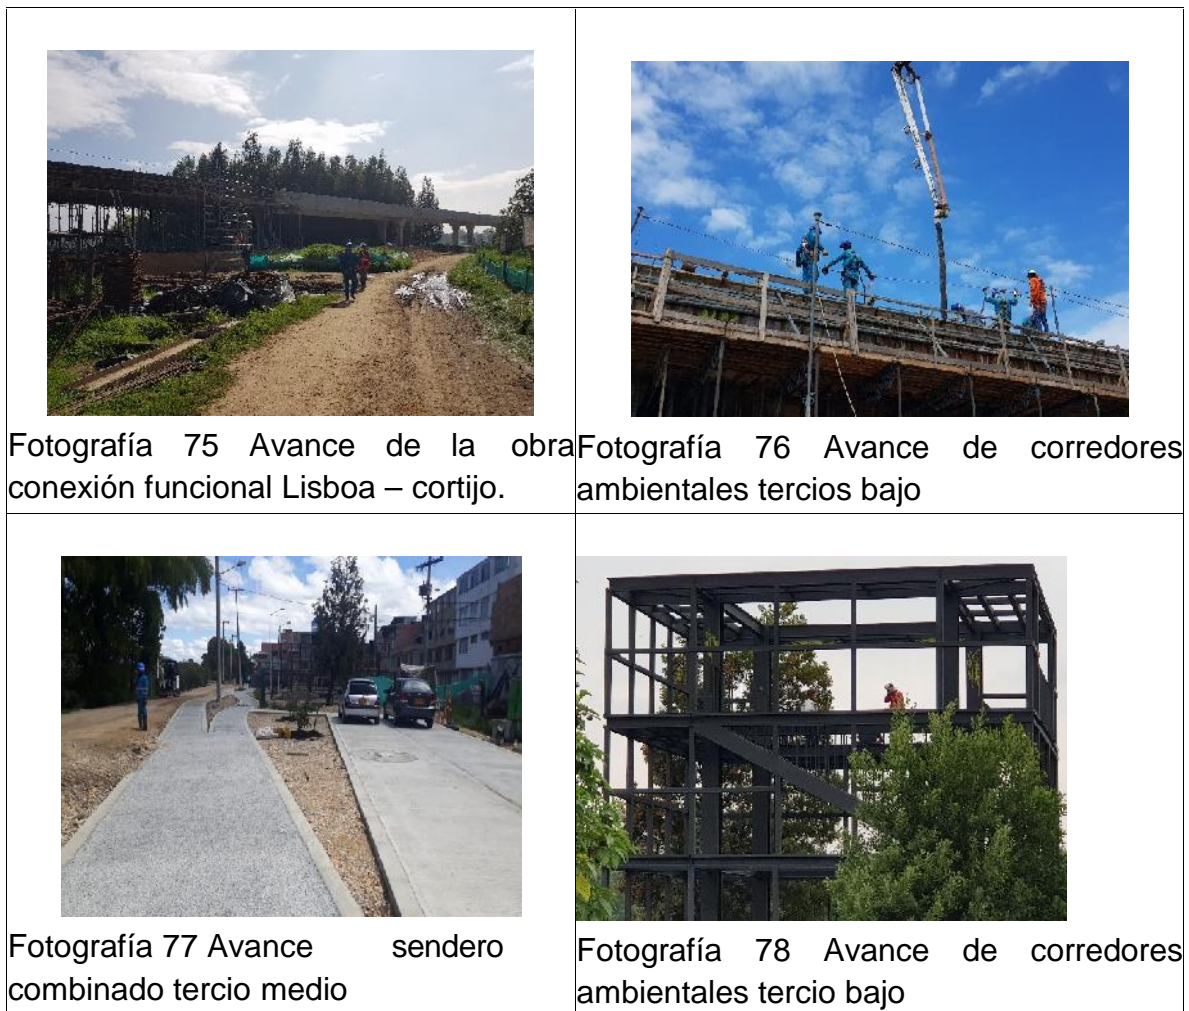 Fotografía 75 Avance de la obra
conexión funcional Lisboa – cortijo.
Fotografía 76 Avance de corredores
ambientales tercios bajo
Fotografía 77 Avance sendero
combinado tercio medio
Fotografía 78 Avance de corredores
ambientales tercio bajo